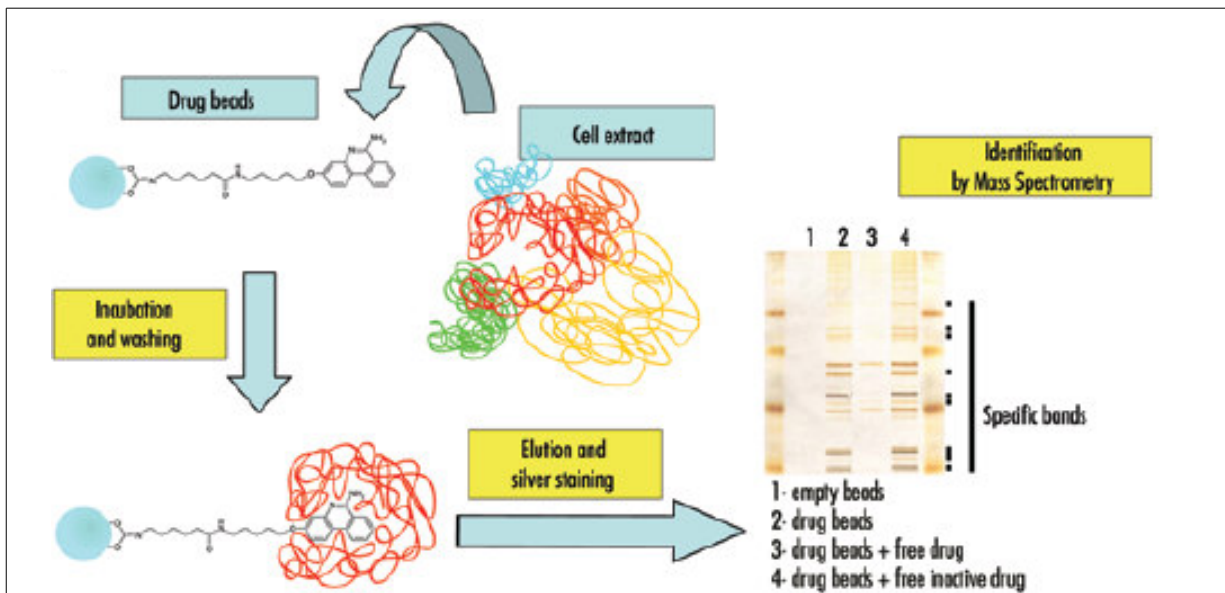 Drug beads
Cell extract
Identification
by Mass Spectrometry
N
NH₂
O
O
N
O
H
N
O
Incubation
and washing
1 2 3 4
Specific bands
Elution and
silver staining
1- empty beads
2- drug beads
3- drug beads + free drug
4- drug beads + free inactive drug